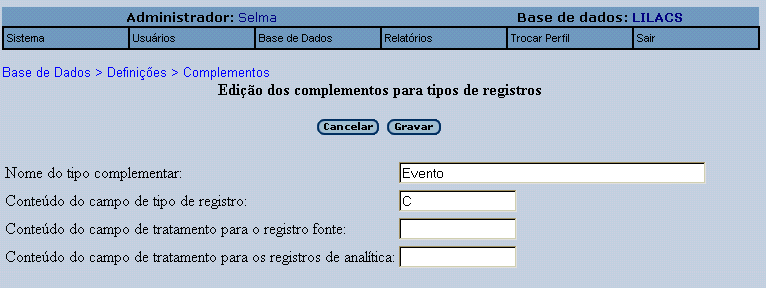 Administrador: Selma Base de dados: LILACS
Sistema Usuários Base de Dados Relatórios Trocar Perfil Sair
Base de Dados > Definições > Complementos
Edição dos complementos para tipos de registros
Cancelar Gravar
Nome do tipo complementar: Evento
Conteúdo do campo de tipo de registro: C
Conteúdo do campo de tratamento para o registro fonte:
Conteúdo do campo de tratamento para os registros de analítica: